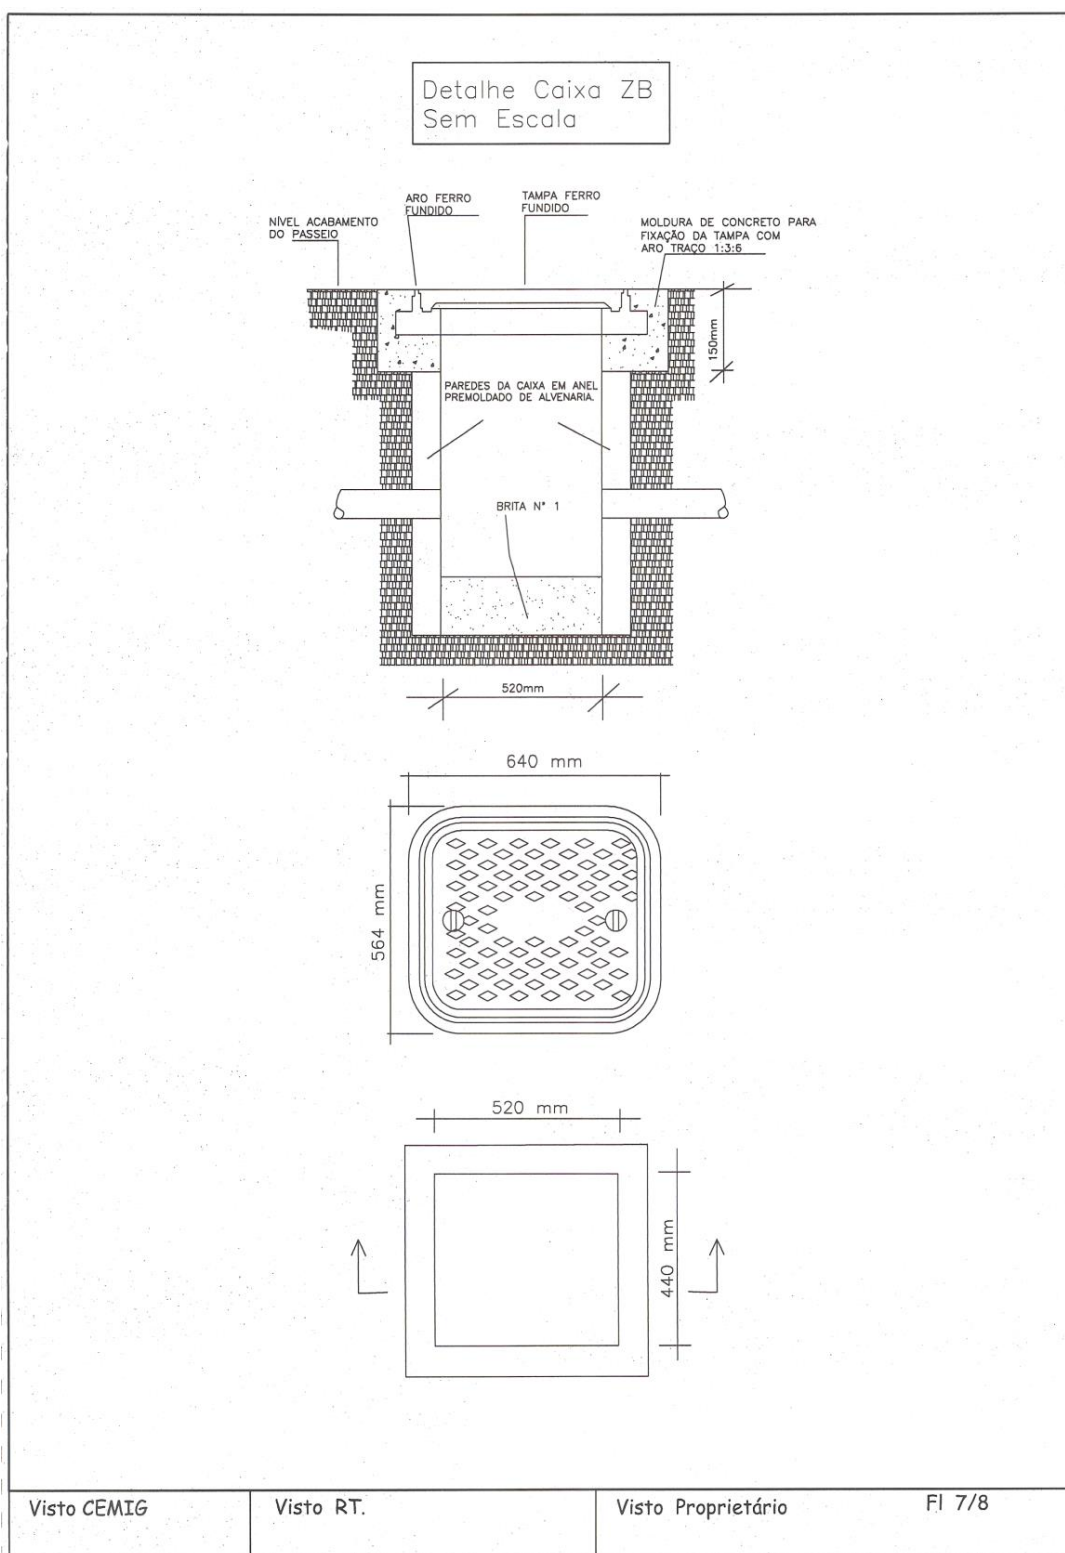 Detalhe Caixa ZB
Sem Escala
ARO FERRO
FUNDIDO
TAMPA FERRO
FUNDIDO
NÍVEL ACABAMENTO
DO PASSEIO
MOLDURA DE CONCRETO PARA
FIXAÇÃO DA TAMPA COM
ARO TRAÇO 1:3:6
150mm
PAREDES DA CAIXA EM ANEL
PREMOLDADO DE ALVENARIA.
BRITA N° 1
520mm
640 mm
564 mm
520 mm
440 mm
Visto CEMIG
Visto RT.
Visto Proprietário
Fl 7/8